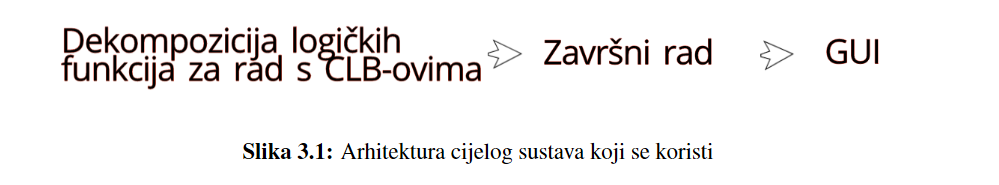 Dekompozicija logičkih
funkcija za rad s CLB-ovima
Završni rad
GUI
Slika 3.1: Arhitektura cijelog sustava koji se koristi